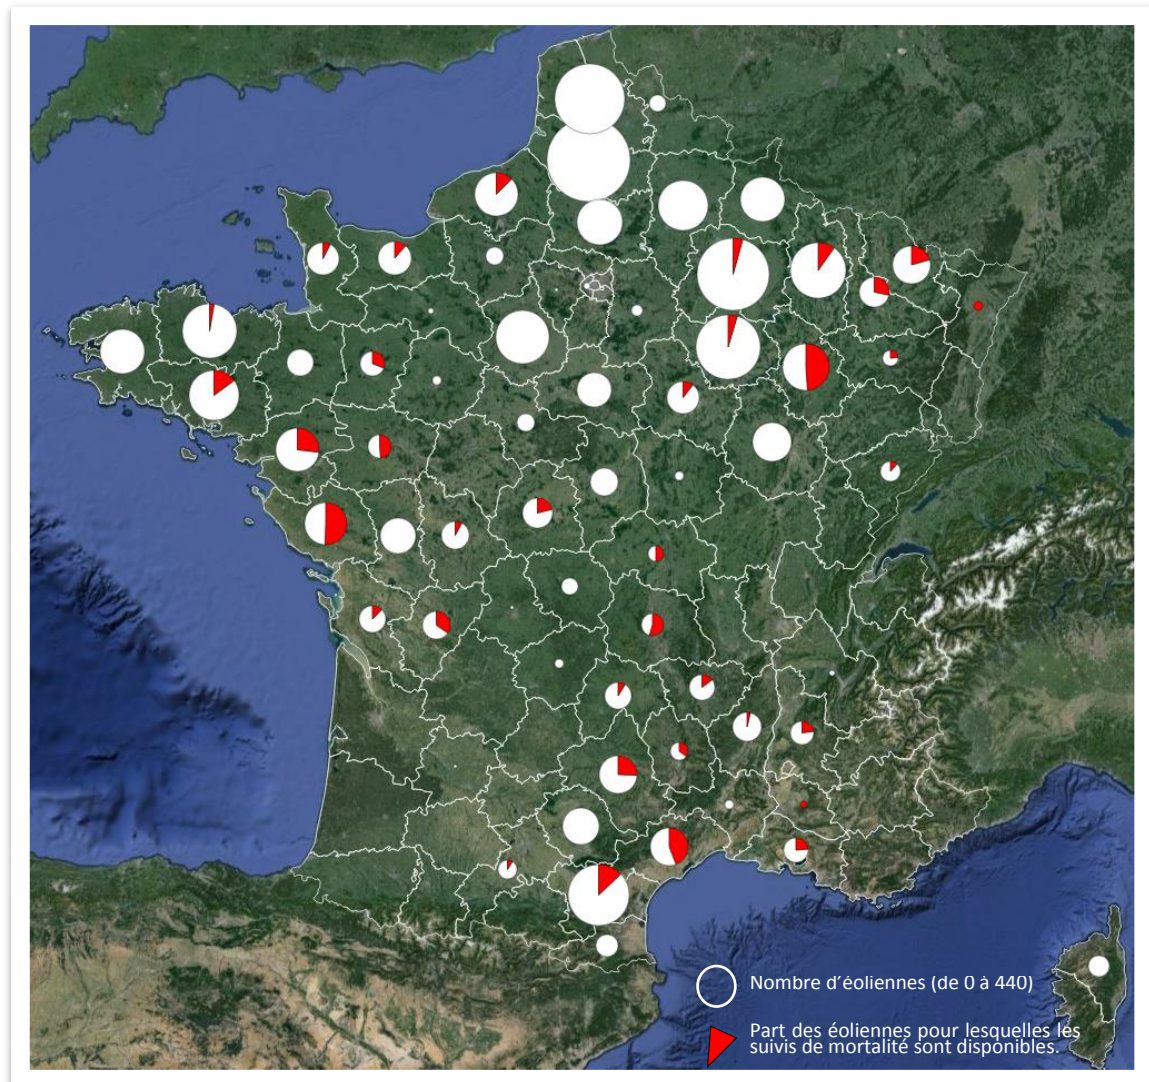 Nombre d'éoliennes (de 0 à 440)
Part des éoliennes pour lesquelles les
suivis de mortalité sont disponibles.